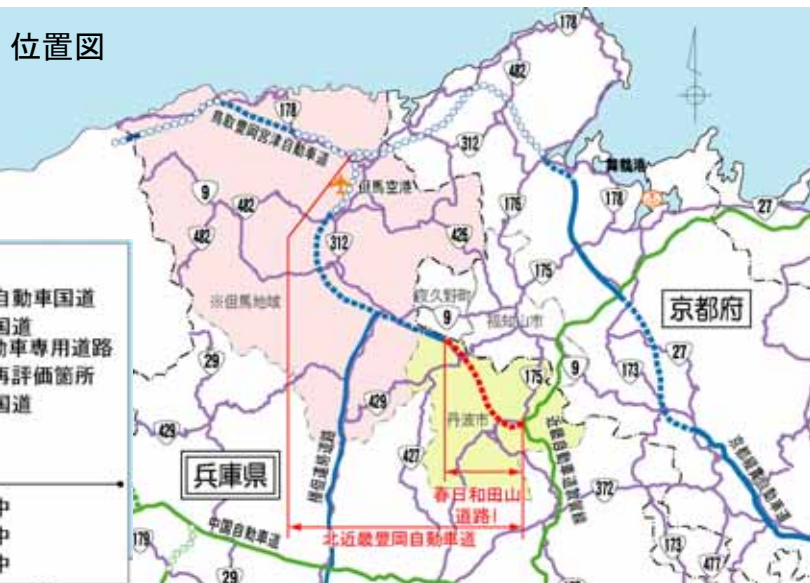 位置図
178
482
鳥取豊岡宮津自動車道
178
312
但馬空港
舞鶴港
9
482
176
178
27
482
312
426
175
※但馬地域
夜久野町
9
福知山市
京都府
自動車国道
国道
動車専用道路
再評価箇所
国道
29
175
9
173
27
429
429
丹波市
427
播但連絡道路
近畿自動車道敦賀線
京都縦貫自動車道
兵庫県
372
春日和田山
道路I
北近畿豊岡自動車道
中
中
中
179
中国自動車道
29
173
477